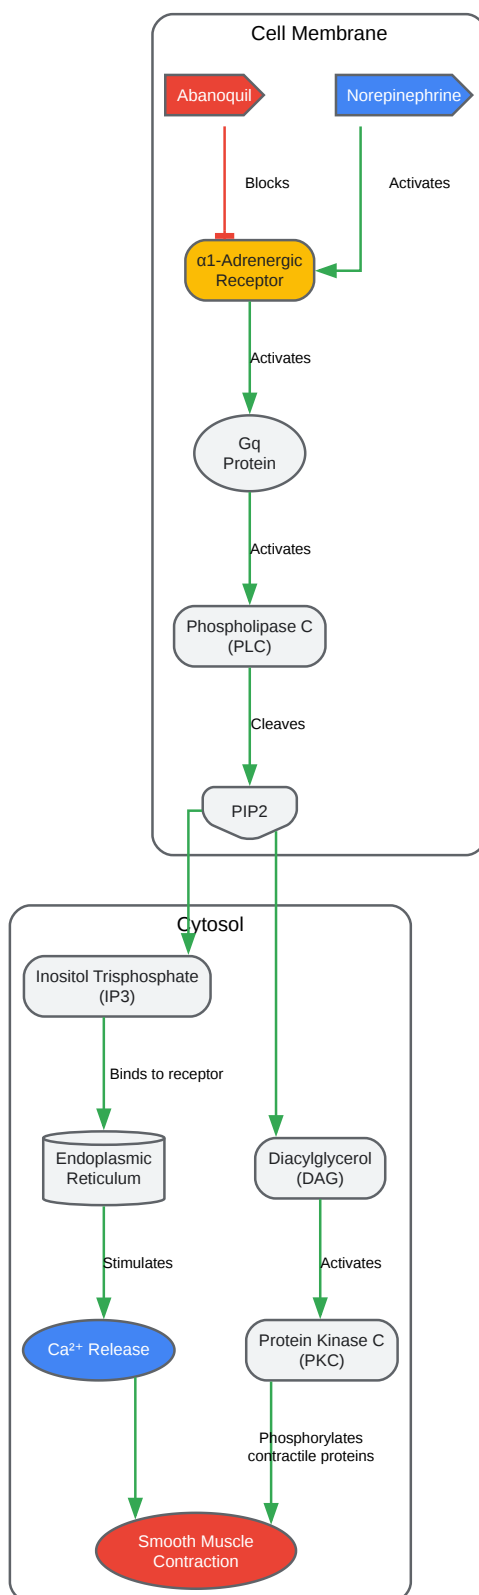 Cell Membrane
Abanoquil
Norepinephrine
Blocks
Activates
α1-Adrenergic
Receptor
Activates
Gq
Protein
Activates
Phospholipase C
(PLC)
Cleaves
PIP2
Cytosol
Inositol Trisphosphate
(IP3)
Binds to receptor
Endoplasmic
Reticulum
Diacylglycerol
(DAG)
Stimulates
Activates
Ca²⁺ Release
Protein Kinase C
(PKC)
Phosphorylates
contractile proteins
Smooth Muscle
Contraction